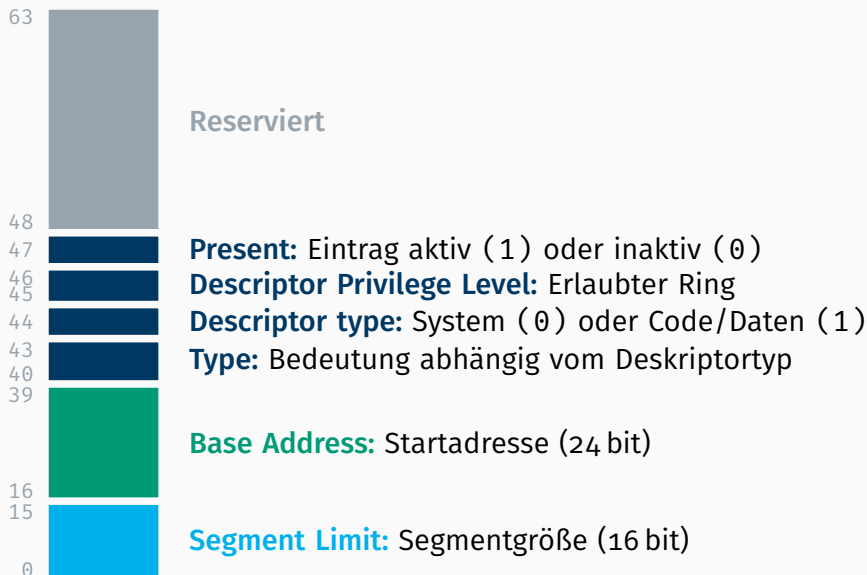 63
Reserviert
48
47 Present: Eintrag aktiv (1) oder inaktiv (0)
46
45 Descriptor Privilege Level: Erlaubter Ring
44 Descriptor type: System (0) oder Code/Daten (1)
43
40 Type: Bedeutung abhängig vom Deskriptortyp
39
Base Address: Startadresse (24 bit)
16
15
Segment Limit: Segmentgröße (16 bit)
0